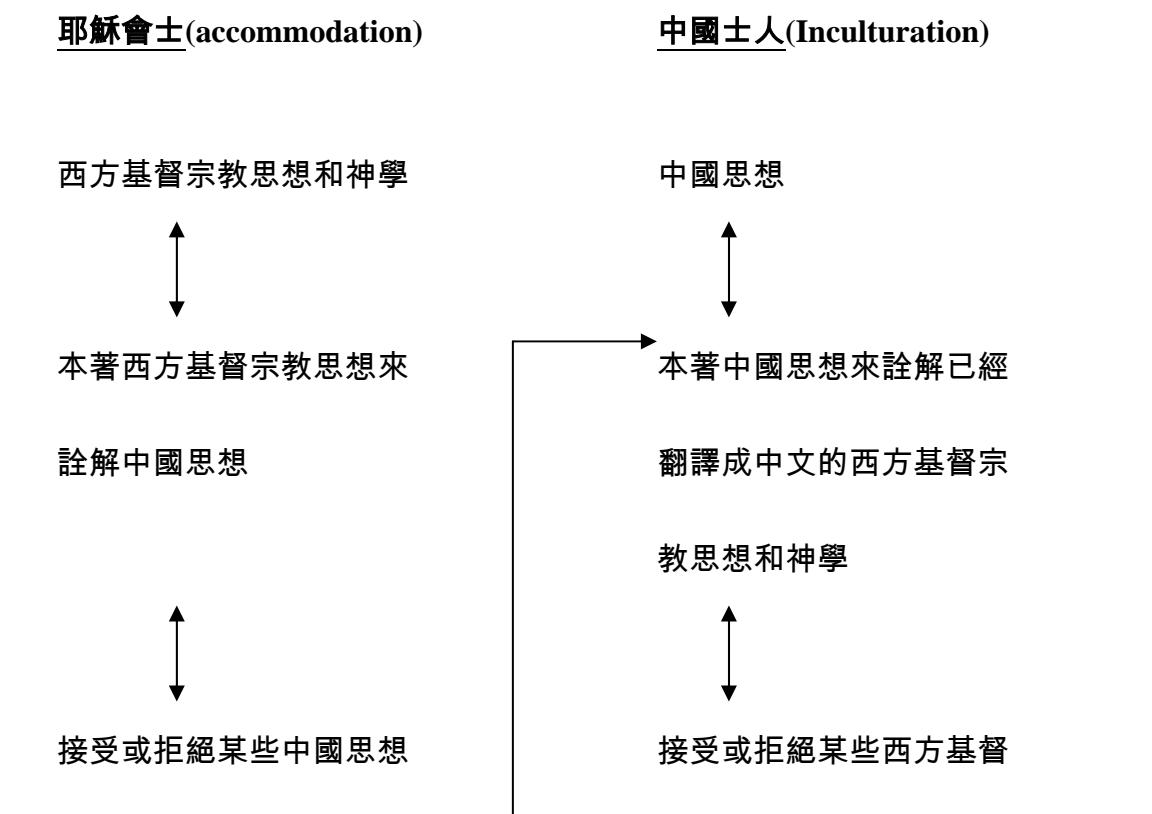 耶穌會士(accommodation)
西方基督宗教思想和神學
本著西方基督宗教思想來
詮解中國思想
接受或拒絕某些中國思想
中國士人(Inculturation)
中國思想
本著中國思想來詮解已經
翻譯成中文的西方基督宗
教思想和神學
接受或拒絕某些西方基督